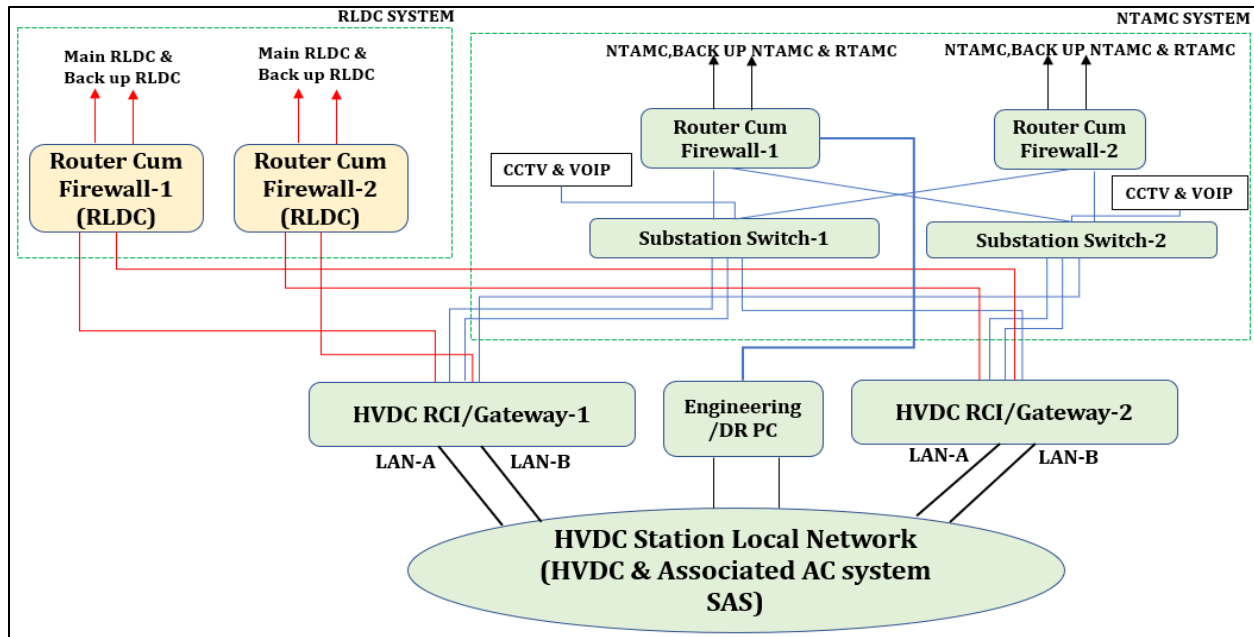 RLDC SYSTEM
NTAMC SYSTEM
Main RLDC &
Back up RLDC
Main RLDC &
Back up RLDC
NTAMC,BACK UP NTAMC & RTAMC
NTAMC,BACK UP NTAMC & RTAMC
Router Cum
Firewall-1
(RLDC)
Router Cum
Firewall-2
(RLDC)
Router Cum
Firewall-1
Router Cum
Firewall-2
CCTV & VOIP
CCTV & VOIP
Substation Switch-1
Substation Switch-2
HVDC RCI/Gateway-1
Engineering
/DR PC
HVDC RCI/Gateway-2
LAN-A
LAN-B
LAN-A
LAN-B
HVDC Station Local Network
(HVDC & Associated AC system
SAS)